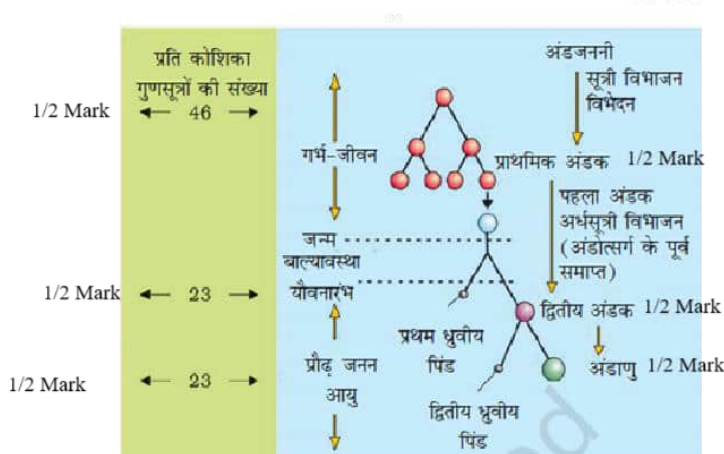 प्रति कोशिका
गुणसूत्रों की संख्या
1/2 Mark
46
गर्भ-जीवन
अंडजननी
सूत्री विभाजन
विभेदन
प्राथमिक अंडक 1/2 Mark
पहला अंडक
अर्धसूत्री विभाजन
(अंडोत्सर्ग के पूर्व
समाप्त)
जन्म
बाल्यावस्था
1/2 Mark
23
यौवनारंभ
द्वितीय अंडक 1/2 Mark
प्रथम ध्रुवीय
पिंड
1/2 Mark
23
प्रौढ़ जनन
आयु
अंडाणु 1/2 Mark
द्वितीय ध्रुवीय
पिंड